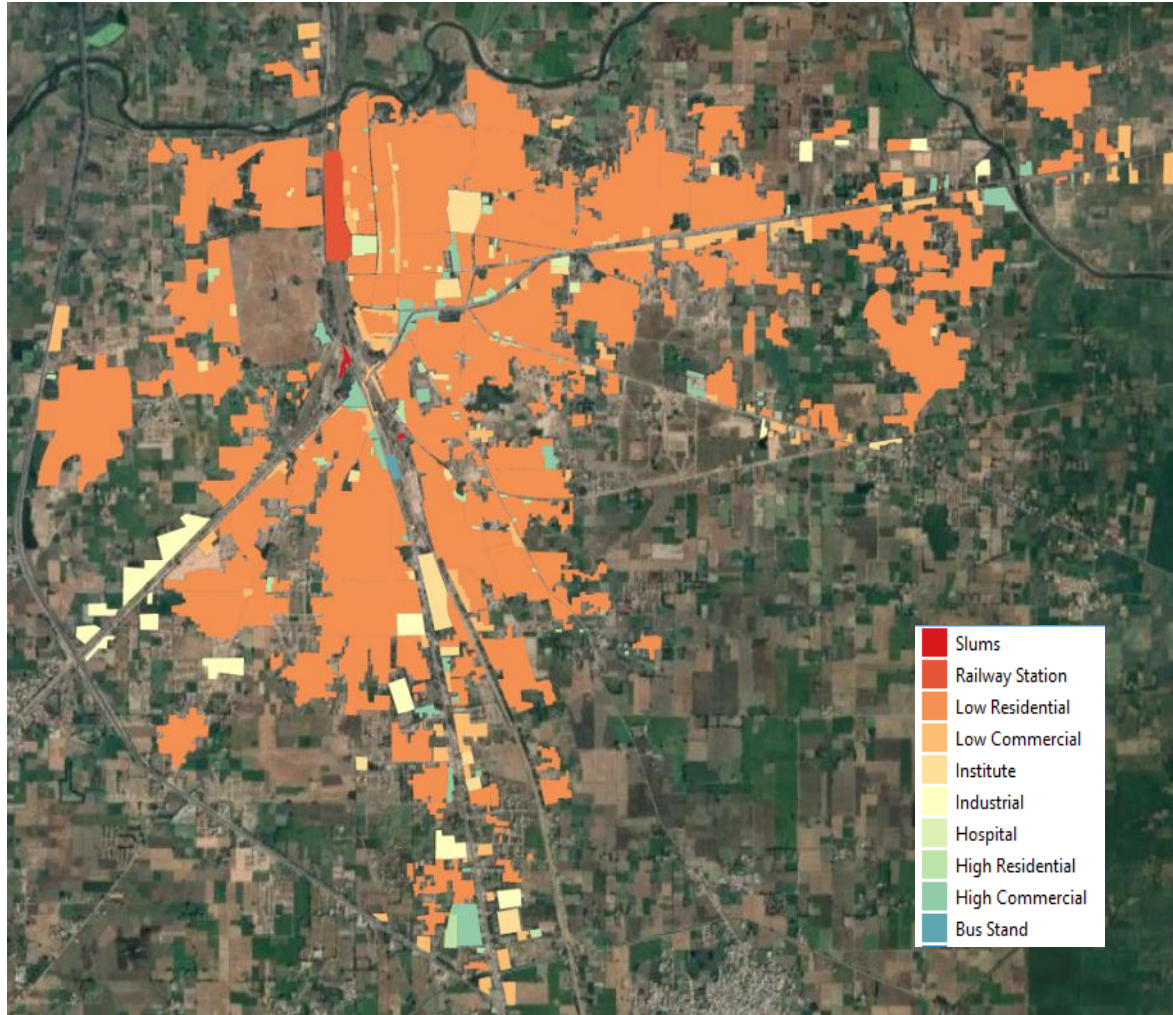 Slums
Railway Station
Low Residential
Low Commercial
Institute
Industrial
Hospital
High Residential
High Commercial
Bus Stand